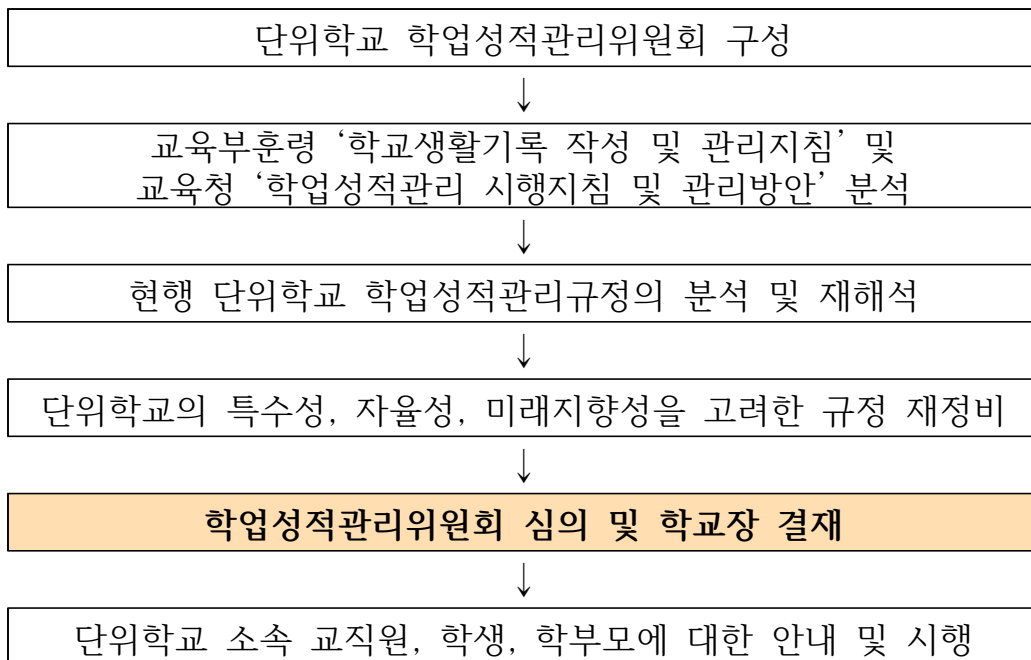 단위학교 학업성적관리위원회 구성
↓
교육부훈령 ‘학교생활기록 작성 및 관리지침’ 및
교육청 ‘학업성적관리 시행지침 및 관리방안’ 분석
↓
현행 단위학교 학업성적관리규정의 분석 및 재해석
↓
단위학교의 특수성, 자율성, 미래지향성을 고려한 규정 재정비
↓
학업성적관리위원회 심의 및 학교장 결재
↓
단위학교 소속 교직원, 학생, 학부모에 대한 안내 및 시행